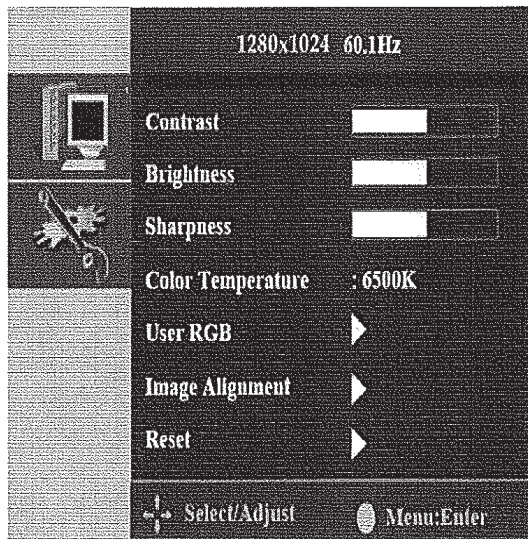 1280x1024 60.1Hz
Contrast
Brightness
Sharpness
Color Temperature : 6500K
User RGB
Image Alignment
Reset
Select/Adjust Menu:Enter